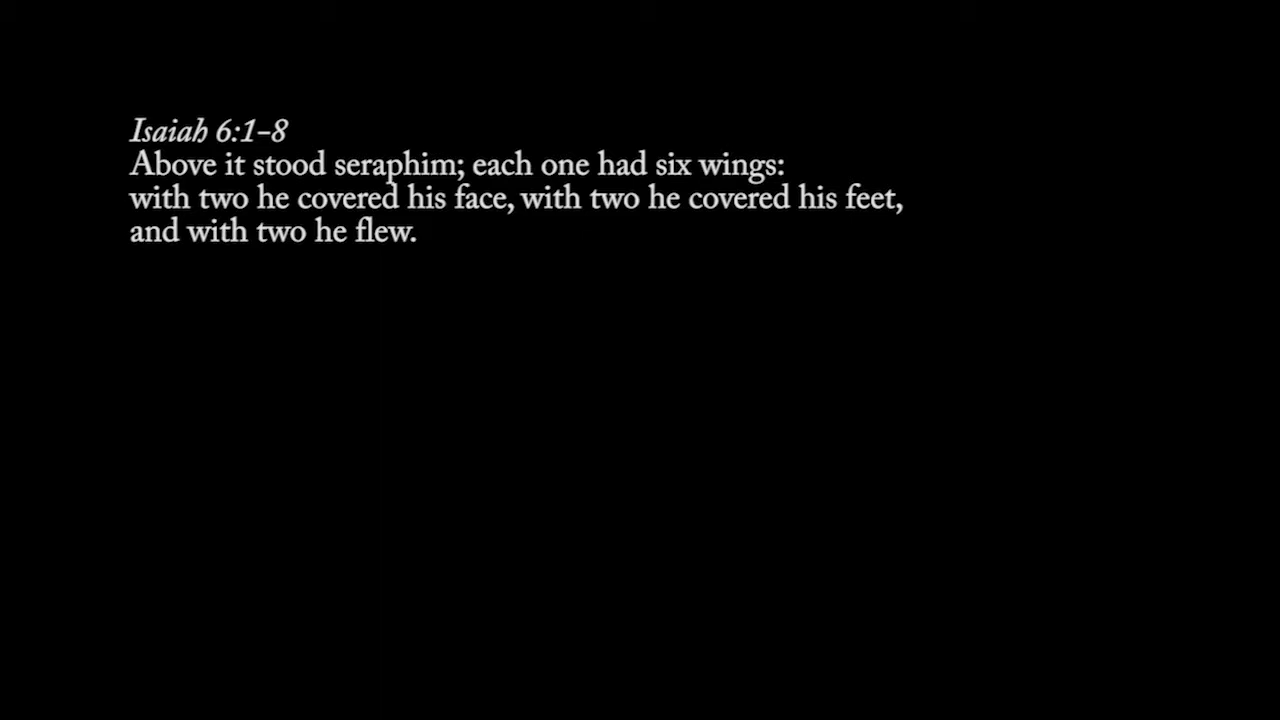 Isaiah 6:1-8
Above it stood seraphim; each one had six wings:
with two he covered his face, with two he covered his feet,
and with two he flew.